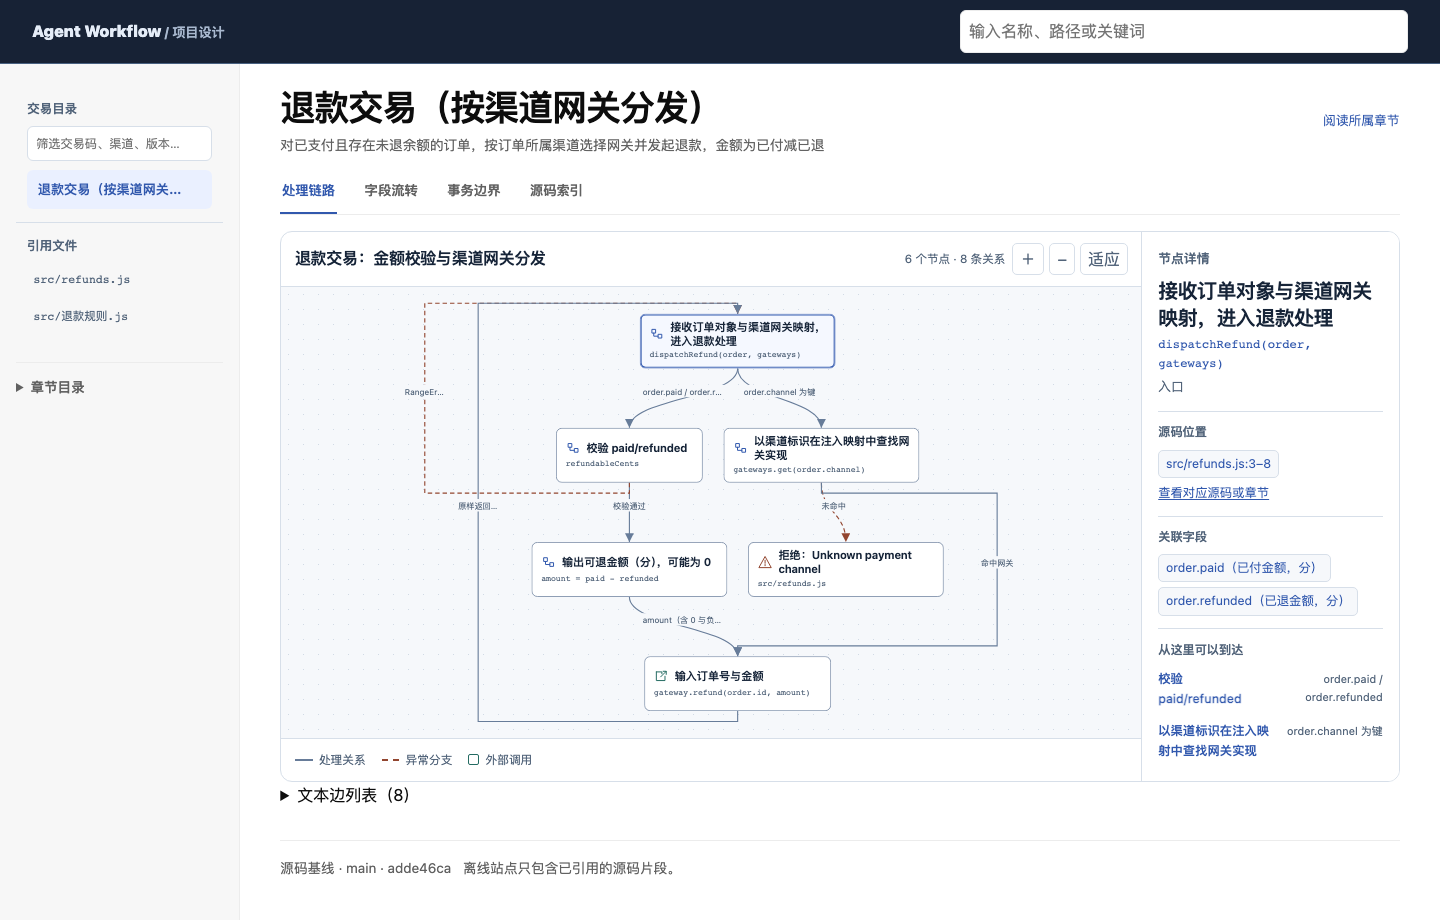 Agent Workflow / 项目设计
输入名称、路径或关键词
交易目录
筛选交易码、渠道、版本...
退款交易（按渠道网关...
引用文件
src/refunds.js
src/退款规则.js
▶ 章节目录
退款交易（按渠道网关分发）
对已支付且存在未退余额的订单，按订单所属渠道选择网关并发起退款，金额为已付减已退
阅读所属章节
处理链路 字段流转 事务边界 源码索引
退款交易：金额校验与渠道网关分发
6 个节点 · 8 条关系 + − 适应
接收订单对象与渠道网关映射，
进入退款处理
dispatchRefund(order, gateways)
RangeEr...
order.paid / order.r...
order.channel 为键
校验 paid/refunded
refundableCents
以渠道标识在注入映射中查找网
关实现
gateways.get(order.channel)
原样返回...
校验通过
未命中
输出可退金额（分），可能为 0
amount = paid − refunded
拒绝：Unknown payment
channel
src/refunds.js
命中网关
amount（含 0 与负...
输入订单号与金额
gateway.refund(order.id, amount)
处理关系 异常分支 外部调用
节点详情
接收订单对象与渠道网关
映射，进入退款处理
dispatchRefund(order,
gateways)
入口
源码位置
src/refunds.js:3–8
查看对应源码或章节
关联字段
order.paid（已付金额，分）
order.refunded（已退金额，分）
从这里可以到达
校验
paid/refunded
order.paid /
order.refunded
以渠道标识在注入映
射中查找网关实现
order.channel 为键
▶ 文本边列表（8）
源码基线 · main · adde46ca 离线站点只包含已引用的源码片段。